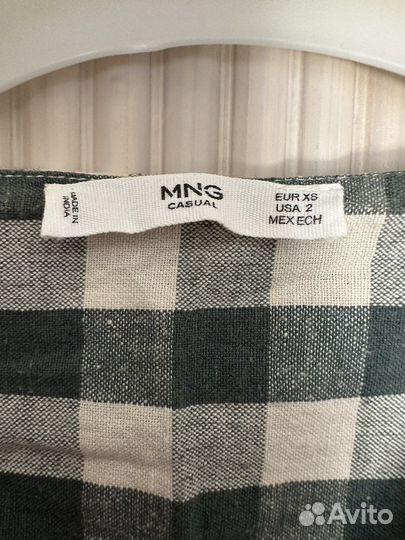 MADE IN
INDIA
MNG
CASUAL
EUR XS
USA 2
MEX ECH
Avito